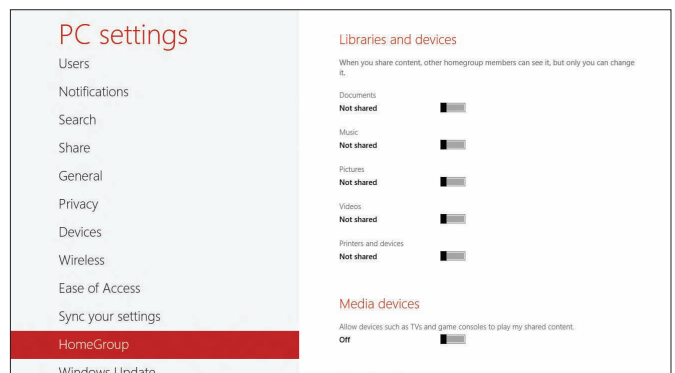 PC settings
Users
Notifications
Search
Share
General
Privacy
Devices
Wireless
Ease of Access
Sync your settings
HomeGroup
Windows Update
Libraries and devices
When you share content, other homegroup members can see it, but only you can change
it.
Documents
Not shared
Music
Not shared
Pictures
Not shared
Videos
Not shared
Printers and devices
Not shared
Media devices
Allow devices such as TVs and game consoles to play my shared content.
Off